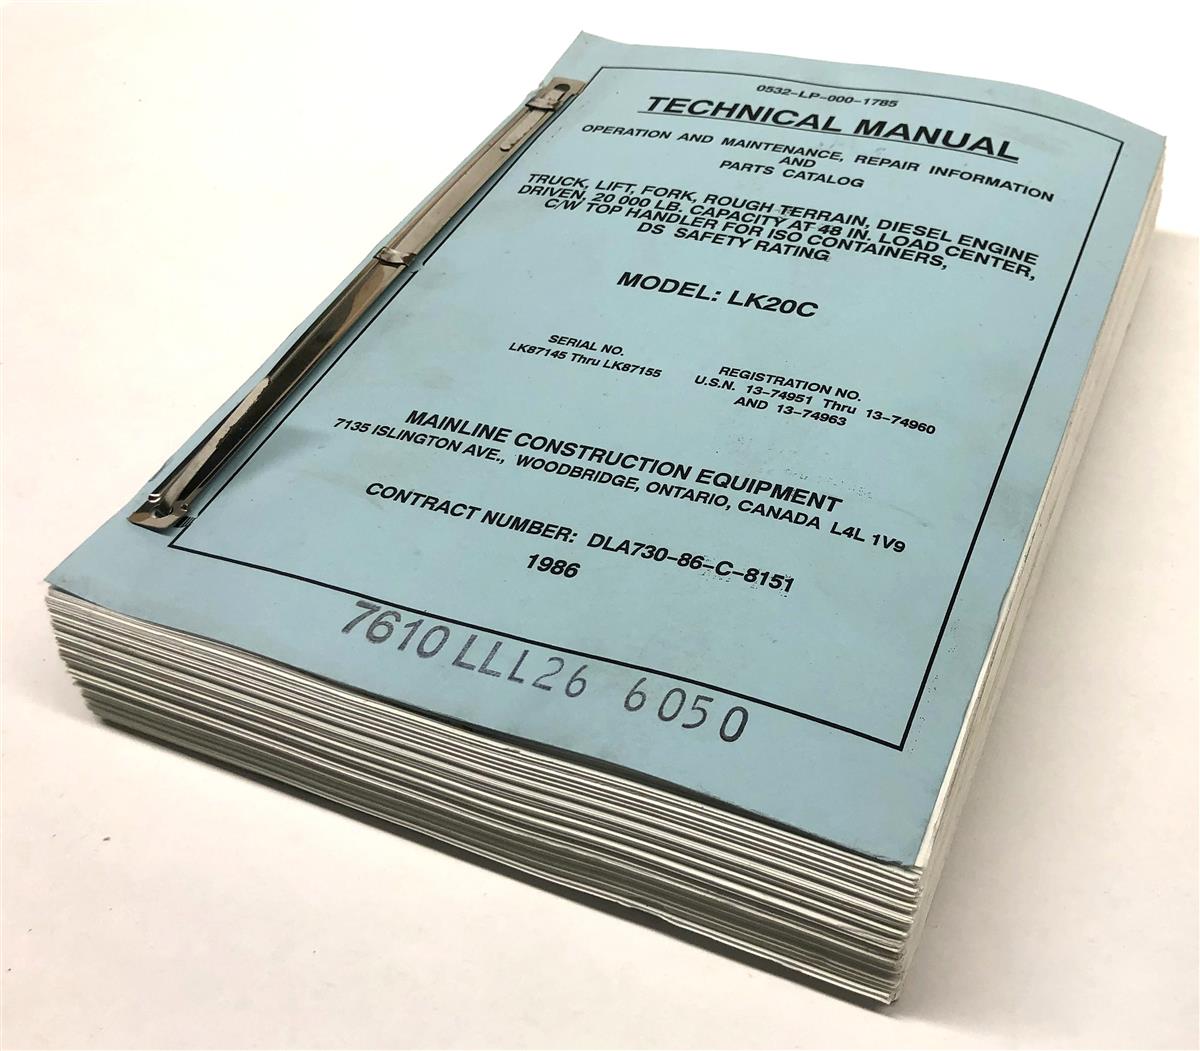 0532-LP-000-1785
TECHNICAL MANUAL
OPERATION AND MAINTENANCE, REPAIR INFORMATION
AND
PARTS CATALOG
TRUCK, LIFT, FORK, ROUGH TERRAIN, DIESEL ENGINE
DRIVEN, 20 000 LB. CAPACITY AT 48 IN. LOAD CENTER,
C/W TOP HANDLER FOR ISO CONTAINERS,
DS SAFETY RATING
MODEL: LK20C
SERIAL NO.
LK87145 Thru LK87155
REGISTRATION NO.
U.S.N. 13-74951 Thru 13-74960
AND 13-74963
MAINLINE CONSTRUCTION EQUIPMENT
7135 ISLINGTON AVE., WOODBRIDGE, ONTARIO, CANADA L4L 1V9
CONTRACT NUMBER: DLA730-86-C-8151
1986
7610LLL26 6050